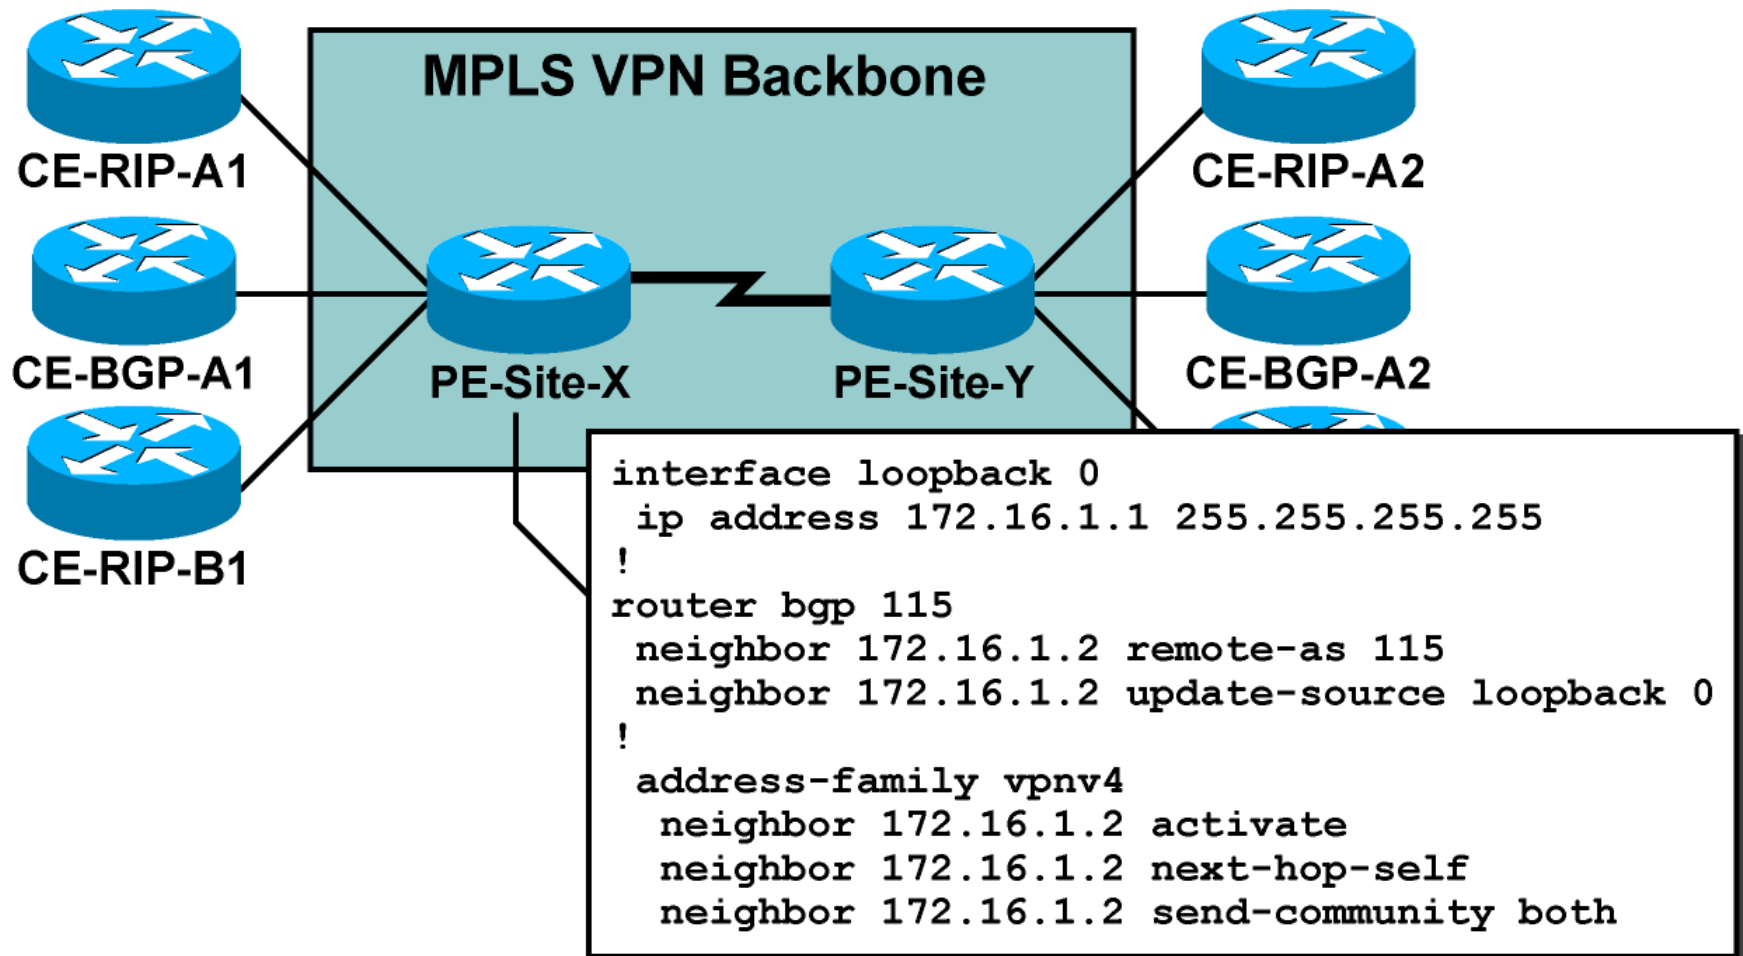 MPLS VPN Backbone
CE-RIP-A1
CE-RIP-A2
CE-BGP-A1
PE-Site-X
PE-Site-Y
CE-BGP-A2
CE-RIP-B1
interface loopback 0
ip address 172.16.1.1 255.255.255.255
!
router bgp 115
neighbor 172.16.1.2 remote-as 115
neighbor 172.16.1.2 update-source loopback 0
!
address-family vpnv4
neighbor 172.16.1.2 activate
neighbor 172.16.1.2 next-hop-self
neighbor 172.16.1.2 send-community both